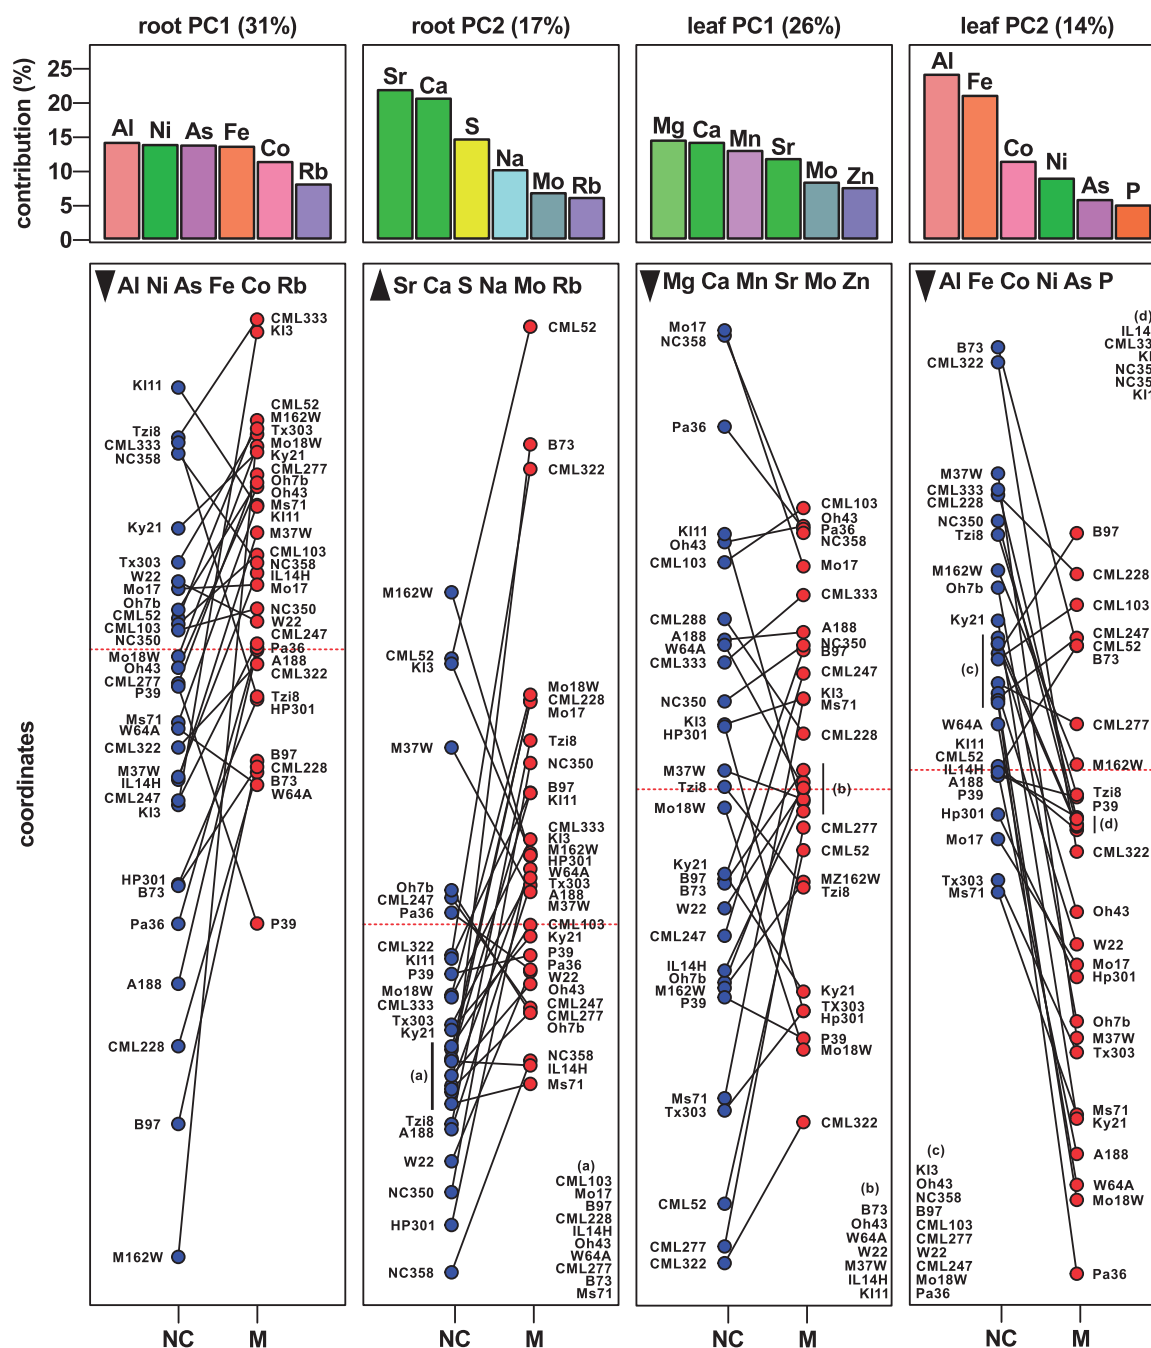 root PC1 (31%)
root PC2 (17%)
leaf PC1 (26%)
leaf PC2 (14%)
contribution (%)
25
20
15
10
5
0
Al
Ni
As
Fe
Co
Rb
Sr
Ca
S
Na
Mo
Rb
Mg
Ca
Mn
Sr
Mo
Zn
Al
Fe
Co
Ni
As
P
coordinates
▼ Al Ni As Fe Co Rb
KI11
Tzi8
CML333
NC358
Ky21
Tx303
W22
Mo17
Oh7b
CML52
CML103
NC350
Mo18W
Oh43
CML277
P39
Ms71
W64A
CML322
M37W
IL14H
CML247
KI3
HP301
B73
Pa36
A188
CML228
B97
M162W
CML333
KI3
CML52
M162W
Tx303
Mo18W
Ky21
CML277
Oh7b
Oh43
Ms71
KI11
M37W
CML103
NC358
IL14H
Mo17
NC350
W22
CML247
Pa36
A188
CML322
Tzi8
HP301
B97
CML228
B73
W64A
P39
NC
M
▲ Sr Ca S Na Mo Rb
M162W
CML52
KI3
M37W
Oh7b
CML247
Pa36
CML322
KI11
P39
Mo18W
CML333
Tx303
Ky21
(a)
Tzi8
A188
W22
NC350
HP301
NC358
CML52
B73
CML322
Mo18W
CML228
Mo17
Tzi8
NC350
B97
KI11
CML333
KI3
M162W
HP301
W64A
Tx303
A188
M37W
CML103
Ky21
P39
Pa36
W22
Oh43
CML247
CML277
Oh7b
NC358
IL14H
Ms71
(a)
CML103
Mo17
B97
CML228
IL14H
Oh43
W64A
CML277
B73
Ms71
NC
M
▼ Mg Ca Mn Sr Mo Zn
Mo17
NC358
Pa36
KI11
Oh43
CML103
CML288
A188
W64A
CML333
NC350
KI3
HP301
M37W
Tzi8
Mo18W
Ky21
B97
B73
W22
CML247
IL14H
Oh7b
M162W
P39
Ms71
Tx303
CML52
CML277
CML322
CML103
Oh43
Pa36
NC358
Mo17
CML333
A188
NC350
B97
CML247
KI3
Ms71
CML228
(b)
CML277
CML52
MZ162W
Tzi8
Ky21
TX303
Hp301
P39
Mo18W
CML322
(b)
B73
Oh43
W64A
W22
M37W
IL14H
KI11
NC
M
▼ Al Fe Co Ni As P
(d)
IL14
CML33
KI
NC35
NC35
KI1
B73
CML322
M37W
CML333
CML228
NC350
Tzi8
M162W
Oh7b
Ky21
(c)
W64A
KI11
CML52
IL14H
A188
P39
Hp301
Mo17
Tx303
Ms71
B97
CML228
CML103
CML247
CML52
B73
CML277
M162W
Tzi8
P39
(d)
CML322
Oh43
W22
Mo17
Hp301
Oh7b
M37W
Tx303
Ms71
Ky21
A188
W64A
Mo18W
Pa36
(c)
KI3
Oh43
NC358
B97
CML103
CML277
W22
CML247
Mo18W
Pa36
NC
M